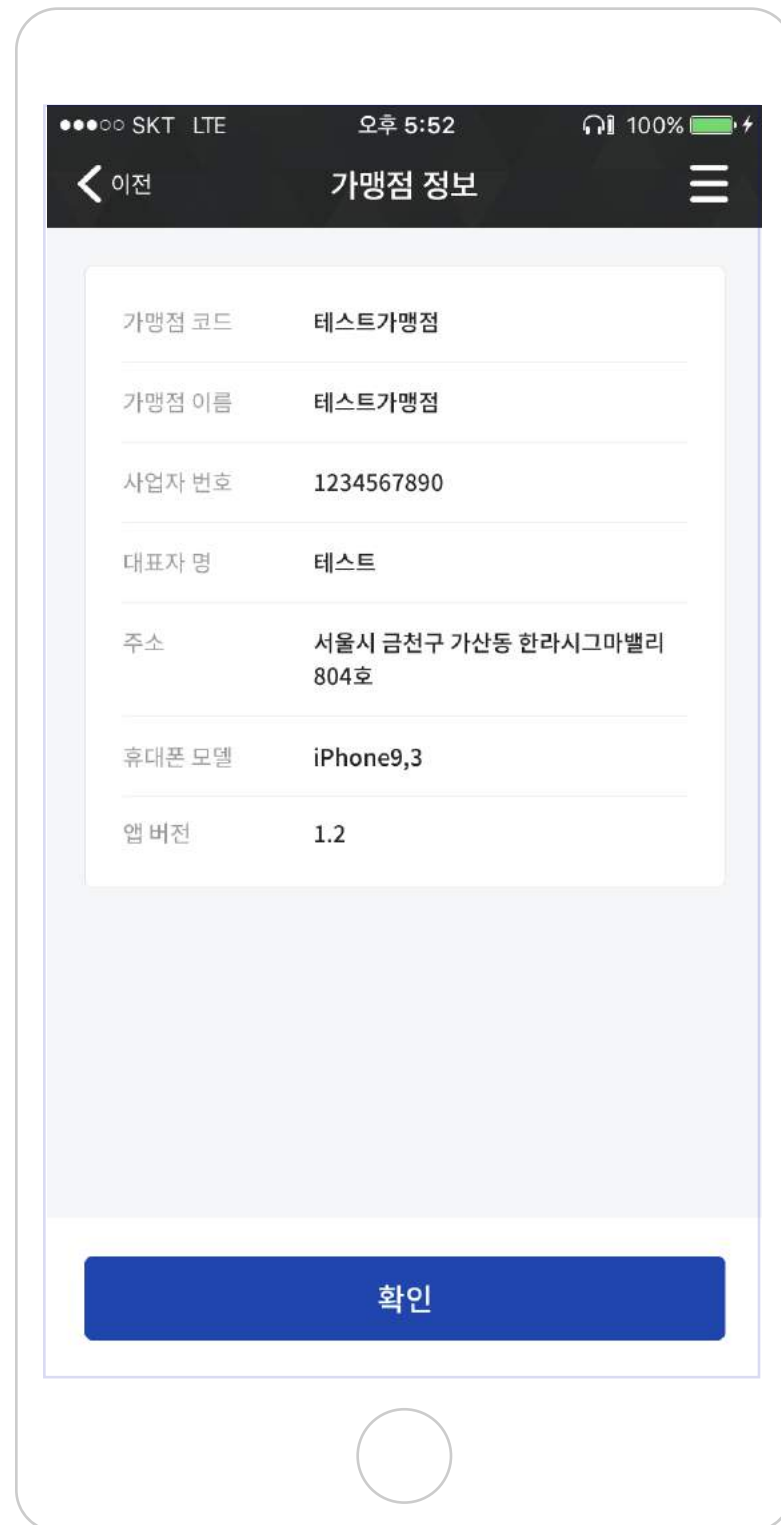 SKT LTE 오후 5:52 100%
이전 가맹점 정보
가맹점 코드 테스트가맹점
가맹점 이름 테스트가맹점
사업자 번호 1234567890
대표자 명 테스트
주소 서울시 금천구 가산동 한라시그마밸리
804호
휴대폰 모델 iPhone9,3
앱 버전 1.2
확인